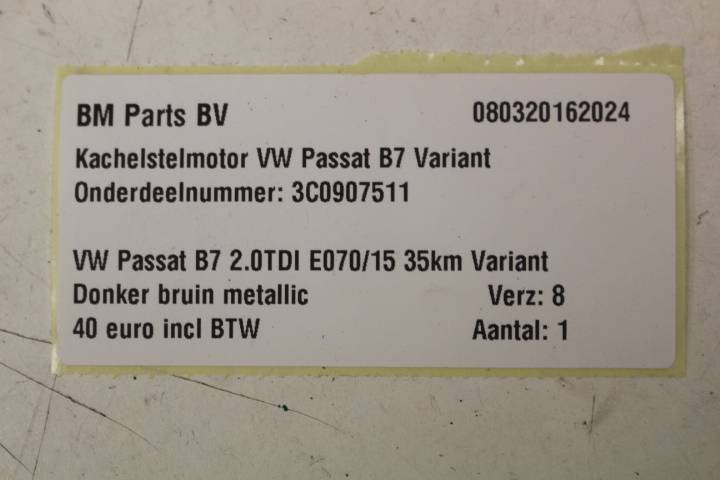 BM Parts BV 080320162024
Kachelstelmotor VW Passat B7 Variant
Onderdeelnummer: 3C0907511
VW Passat B7 2.0TDI E070/15 35km Variant
Donker bruin metallic Verz: 8
40 euro incl BTW Aantal: 1